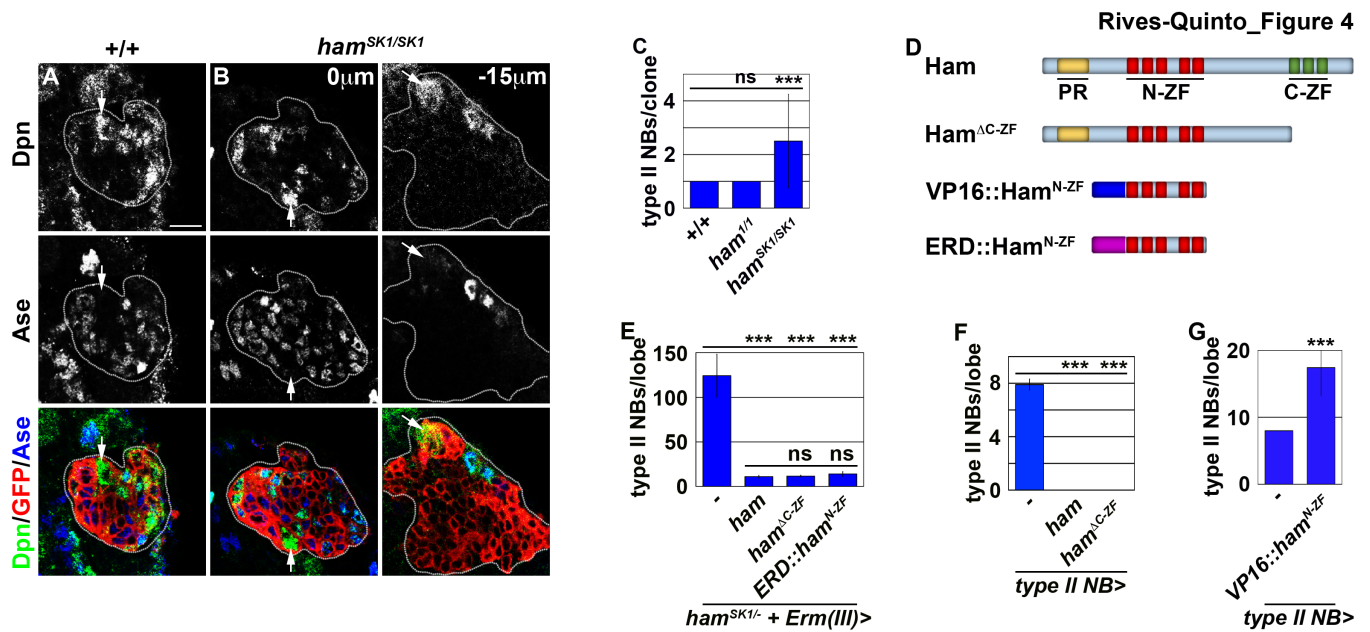 Rives-Quinto_Figure 4
+/+
ham^SK1/SK1
A
B
0μm
-15μm
Dpn
Ase
Dpn/GFP/Ase
C
type II NBs/clone
4
2
0
ns
***
+/+
ham^1/1
ham^SK1/SK1
D
Ham
PR
N-ZF
C-ZF
Ham^ΔC-ZF
VP16::Ham^N-ZF
ERD::Ham^N-ZF
E
type II NBs/lobe
150
100
50
0
*** *** ***
ns ns
-
ham
ham^ΔC-ZF
ERD::ham^N-ZF
ham^SK1/- + Erm(III)>
F
type II NBs/lobe
8
4
0
*** ***
-
ham
ham^ΔC-ZF
type II NB>
G
type II NBs/lobe
20
10
0
***
-
VP16::ham^N-ZF
type II NB>